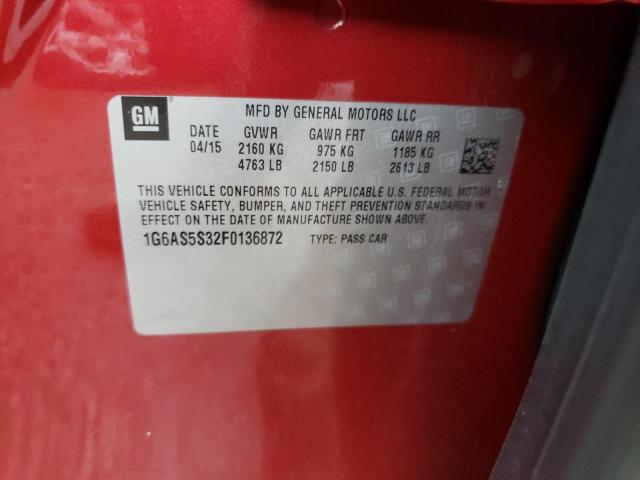 GM
MFD BY GENERAL MOTORS LLC
DATE GVWR GAWR FRT GAWR RR
04/15 2160 KG 975 KG 1185 KG
4763 LB 2150 LB 2613 LB
THIS VEHICLE CONFORMS TO ALL APPLICABLE U.S. FEDERAL MOTOR
VEHICLE SAFETY, BUMPER, AND THEFT PREVENTION STANDARDS IN
EFFECT ON THE DATE OF MANUFACTURE SHOWN ABOVE.
1G6AS5S32F0136872 TYPE: PASS CAR